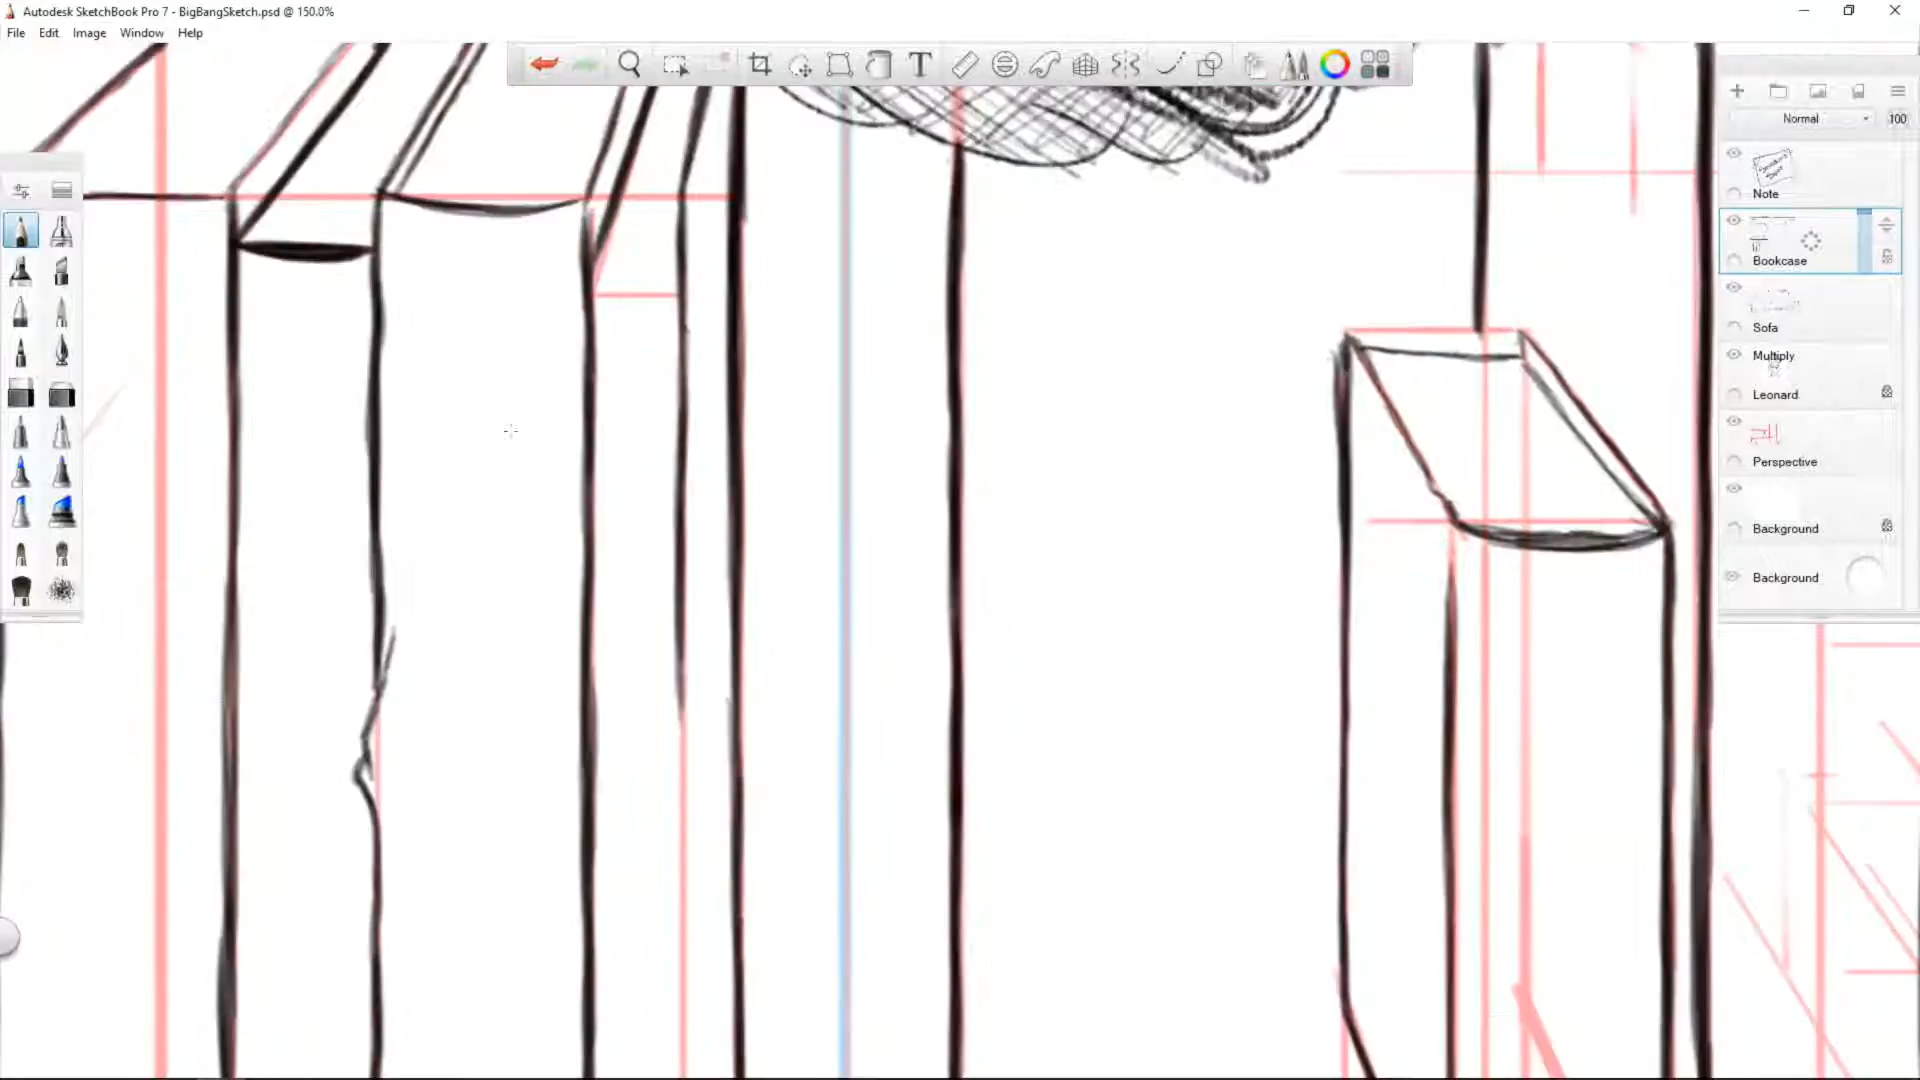 Autodesk SketchBook Pro 7 - BigBangSketch.psd @ 150.0%
File Edit Image Window Help
T
Normal 100
Note
Bookcase
Sofa
Multiply
Leonard
Perspective
Background
Background